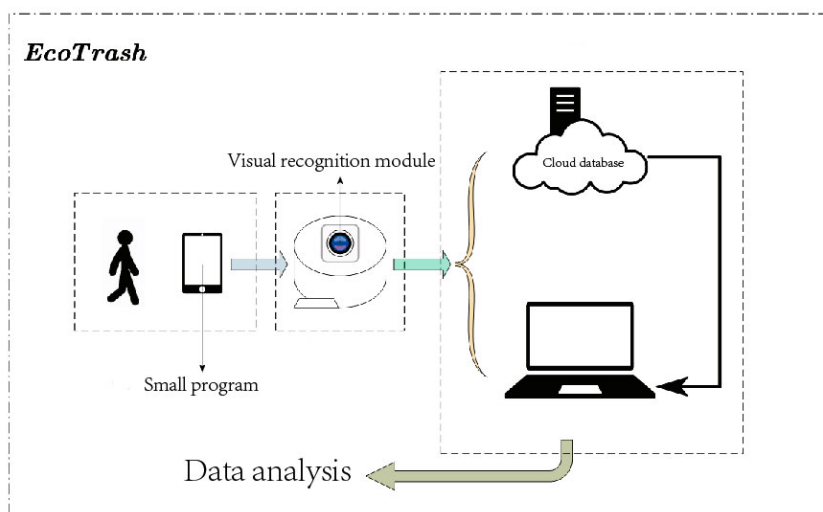 EcoTrash
Visual recognition module
Cloud database
Small program
Data analysis